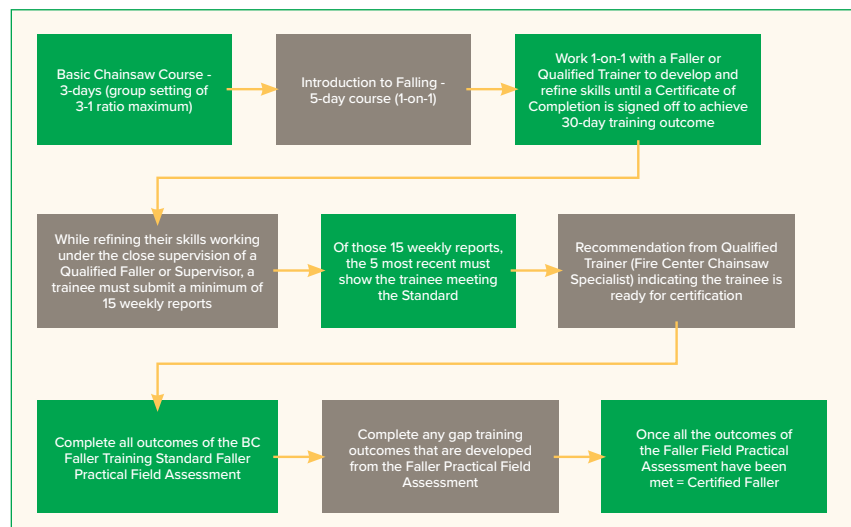 Basic Chainsaw Course -
3-days (group setting of
3-1 ratio maximum)
Introduction to Falling -
5-day course (1-on-1)
Work 1-on-1 with a Faller or
Qualified Trainer to develop and
refine skills until a Certificate of
Completion is signed off to achieve
30-day training outcome
While refining their skills working
under the close supervision of a
Qualified Faller or Supervisor, a
trainee must submit a minimum of
15 weekly reports
Of those 15 weekly reports,
the 5 most recent must
show the trainee meeting
the Standard
Recommendation from Qualified
Trainer (Fire Center Chainsaw
Specialist) indicating the trainee is
ready for certification
Complete all outcomes of the BC
Faller Training Standard Faller
Practical Field Assessment
Complete any gap training
outcomes that are developed
from the Faller Practical Field
Assessment
Once all the outcomes of
the Faller Field Practical
Assessment have been
met = Certified Faller